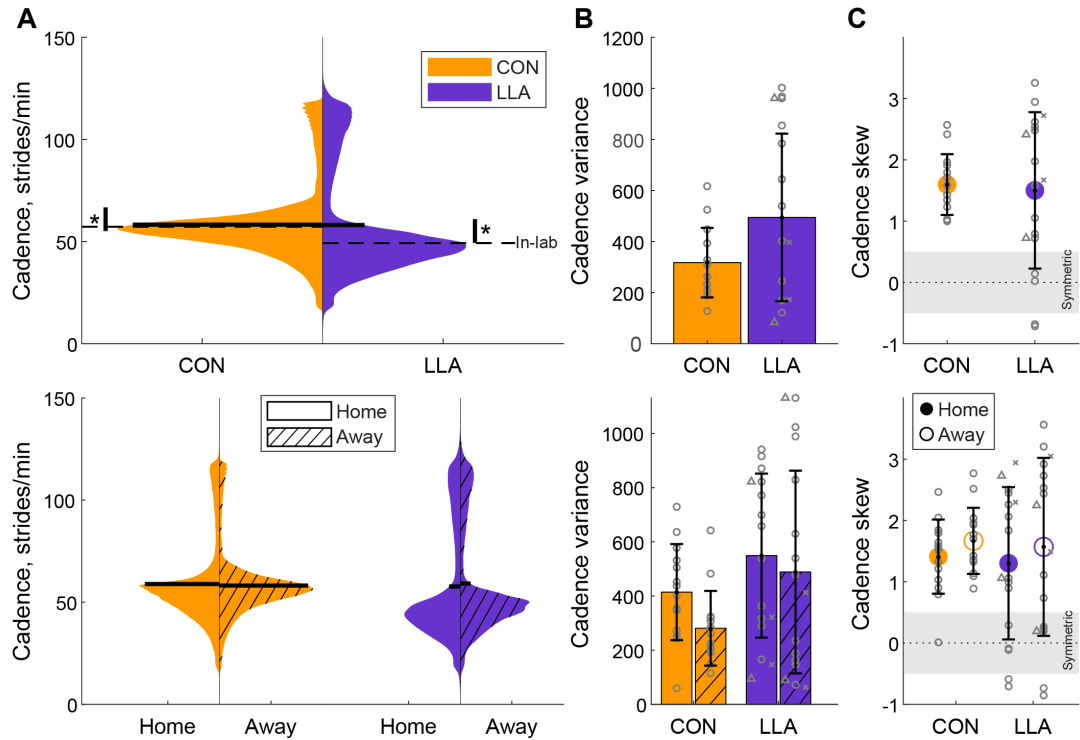 A
B
C
150
100
50
0
Cadence, strides/min
CON
LLA
*
*
In-lab
CON
LLA
1200
1000
800
600
400
200
0
Cadence variance
CON
LLA
3
2
1
0
-1
Cadence skew
Symmetric
CON
LLA
150
100
50
0
Cadence, strides/min
Home
Away
Home
Away
Home
Away
1000
800
600
400
200
0
Cadence variance
CON
LLA
3
2
1
0
-1
Cadence skew
Home
Away
Symmetric
CON
LLA